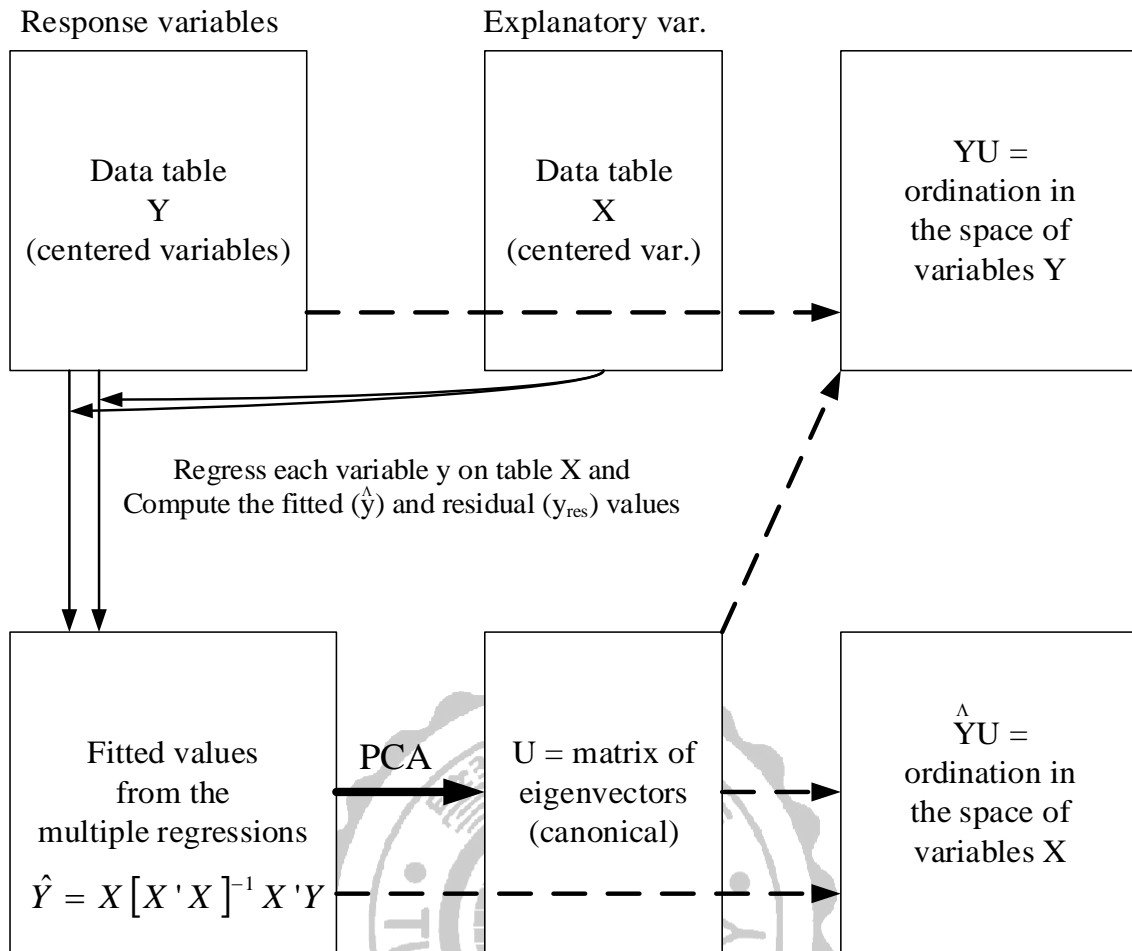 Response variables
Explanatory var.
Data table
Y
(centered variables)
Data table
X
(centered var.)
YU =
ordination in
the space of
variables Y
Regress each variable y on table X and
Compute the fitted (ŷ) and residual (y_res) values
Fitted values
from the
multiple regressions
Ŷ = X[X'X]⁻¹X'Y
PCA
U = matrix of
eigenvectors
(canonical)
ŶU =
ordination in
the space of
variables X